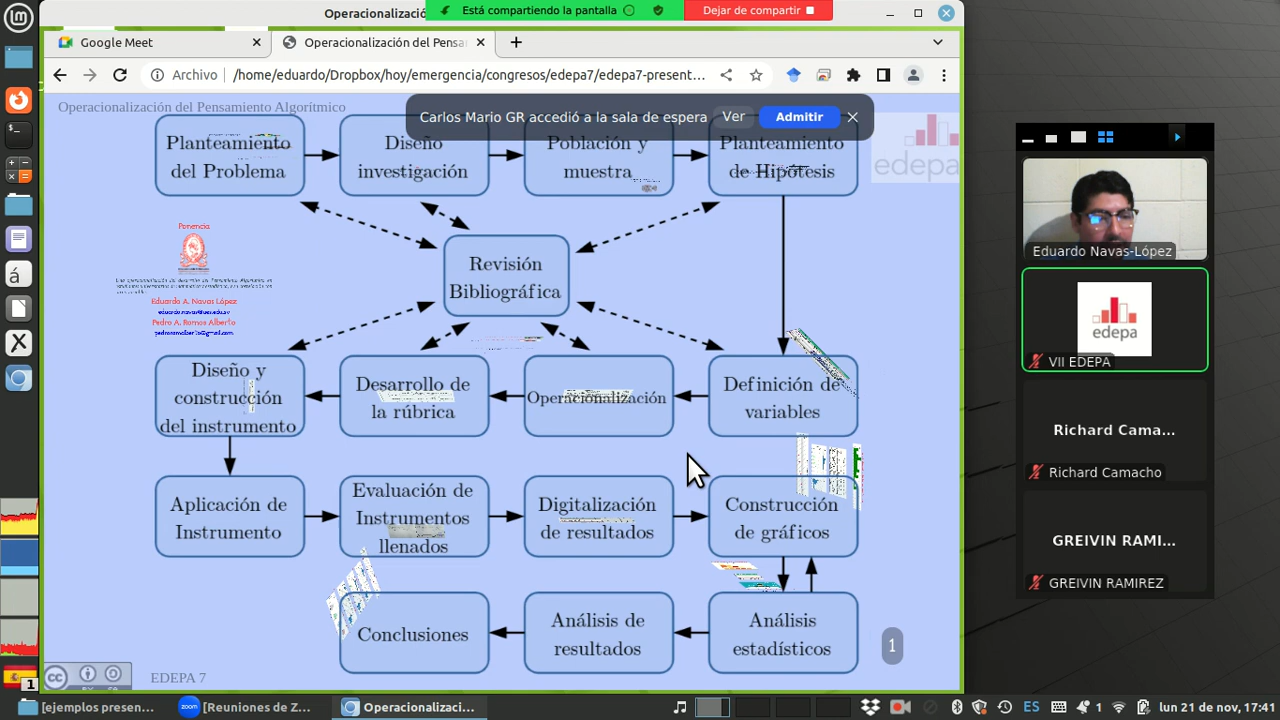 Operacionalizació
Está compartiendo la pantalla
Dejar de compartir
Google Meet
Operacionalización del Pensa
Archivo
/home/eduardo/Dropbox/hoy/emergencia/congresos/edepa7/edepa7-present...
Operacionalización del Pensamiento Algorítmico
Carlos Mario GR accedió a la sala de espera
Ver
Admitir
Planteamiento
del Problema
Diseño
investigación
Población y
muestra
Planteamiento
de Hipótesis
edepa
Ponencia
Eduardo A. Navas López
Pedro A. Ramos Alberto
Revisión
Bibliográfica
Diseño y
construcción
del instrumento
Desarrollo de
la rúbrica
Operacionalización
Definición de
variables
Aplicación de
Instrumento
Evaluación de
Instrumentos
llenados
Digitalización
de resultados
Construcción
de gráficos
Conclusiones
Análisis de
resultados
Análisis
estadísticos
1
EDEPA 7
Eduardo Navas-López
edepa
VII EDEPA
Richard Cama...
Richard Camacho
GREIVIN RAMI...
GREIVIN RAMIREZ
[ejemplos presen...
zoom
[Reuniones de Z...
Operacionalizaci...
ES
1
lun 21 de nov, 17:41